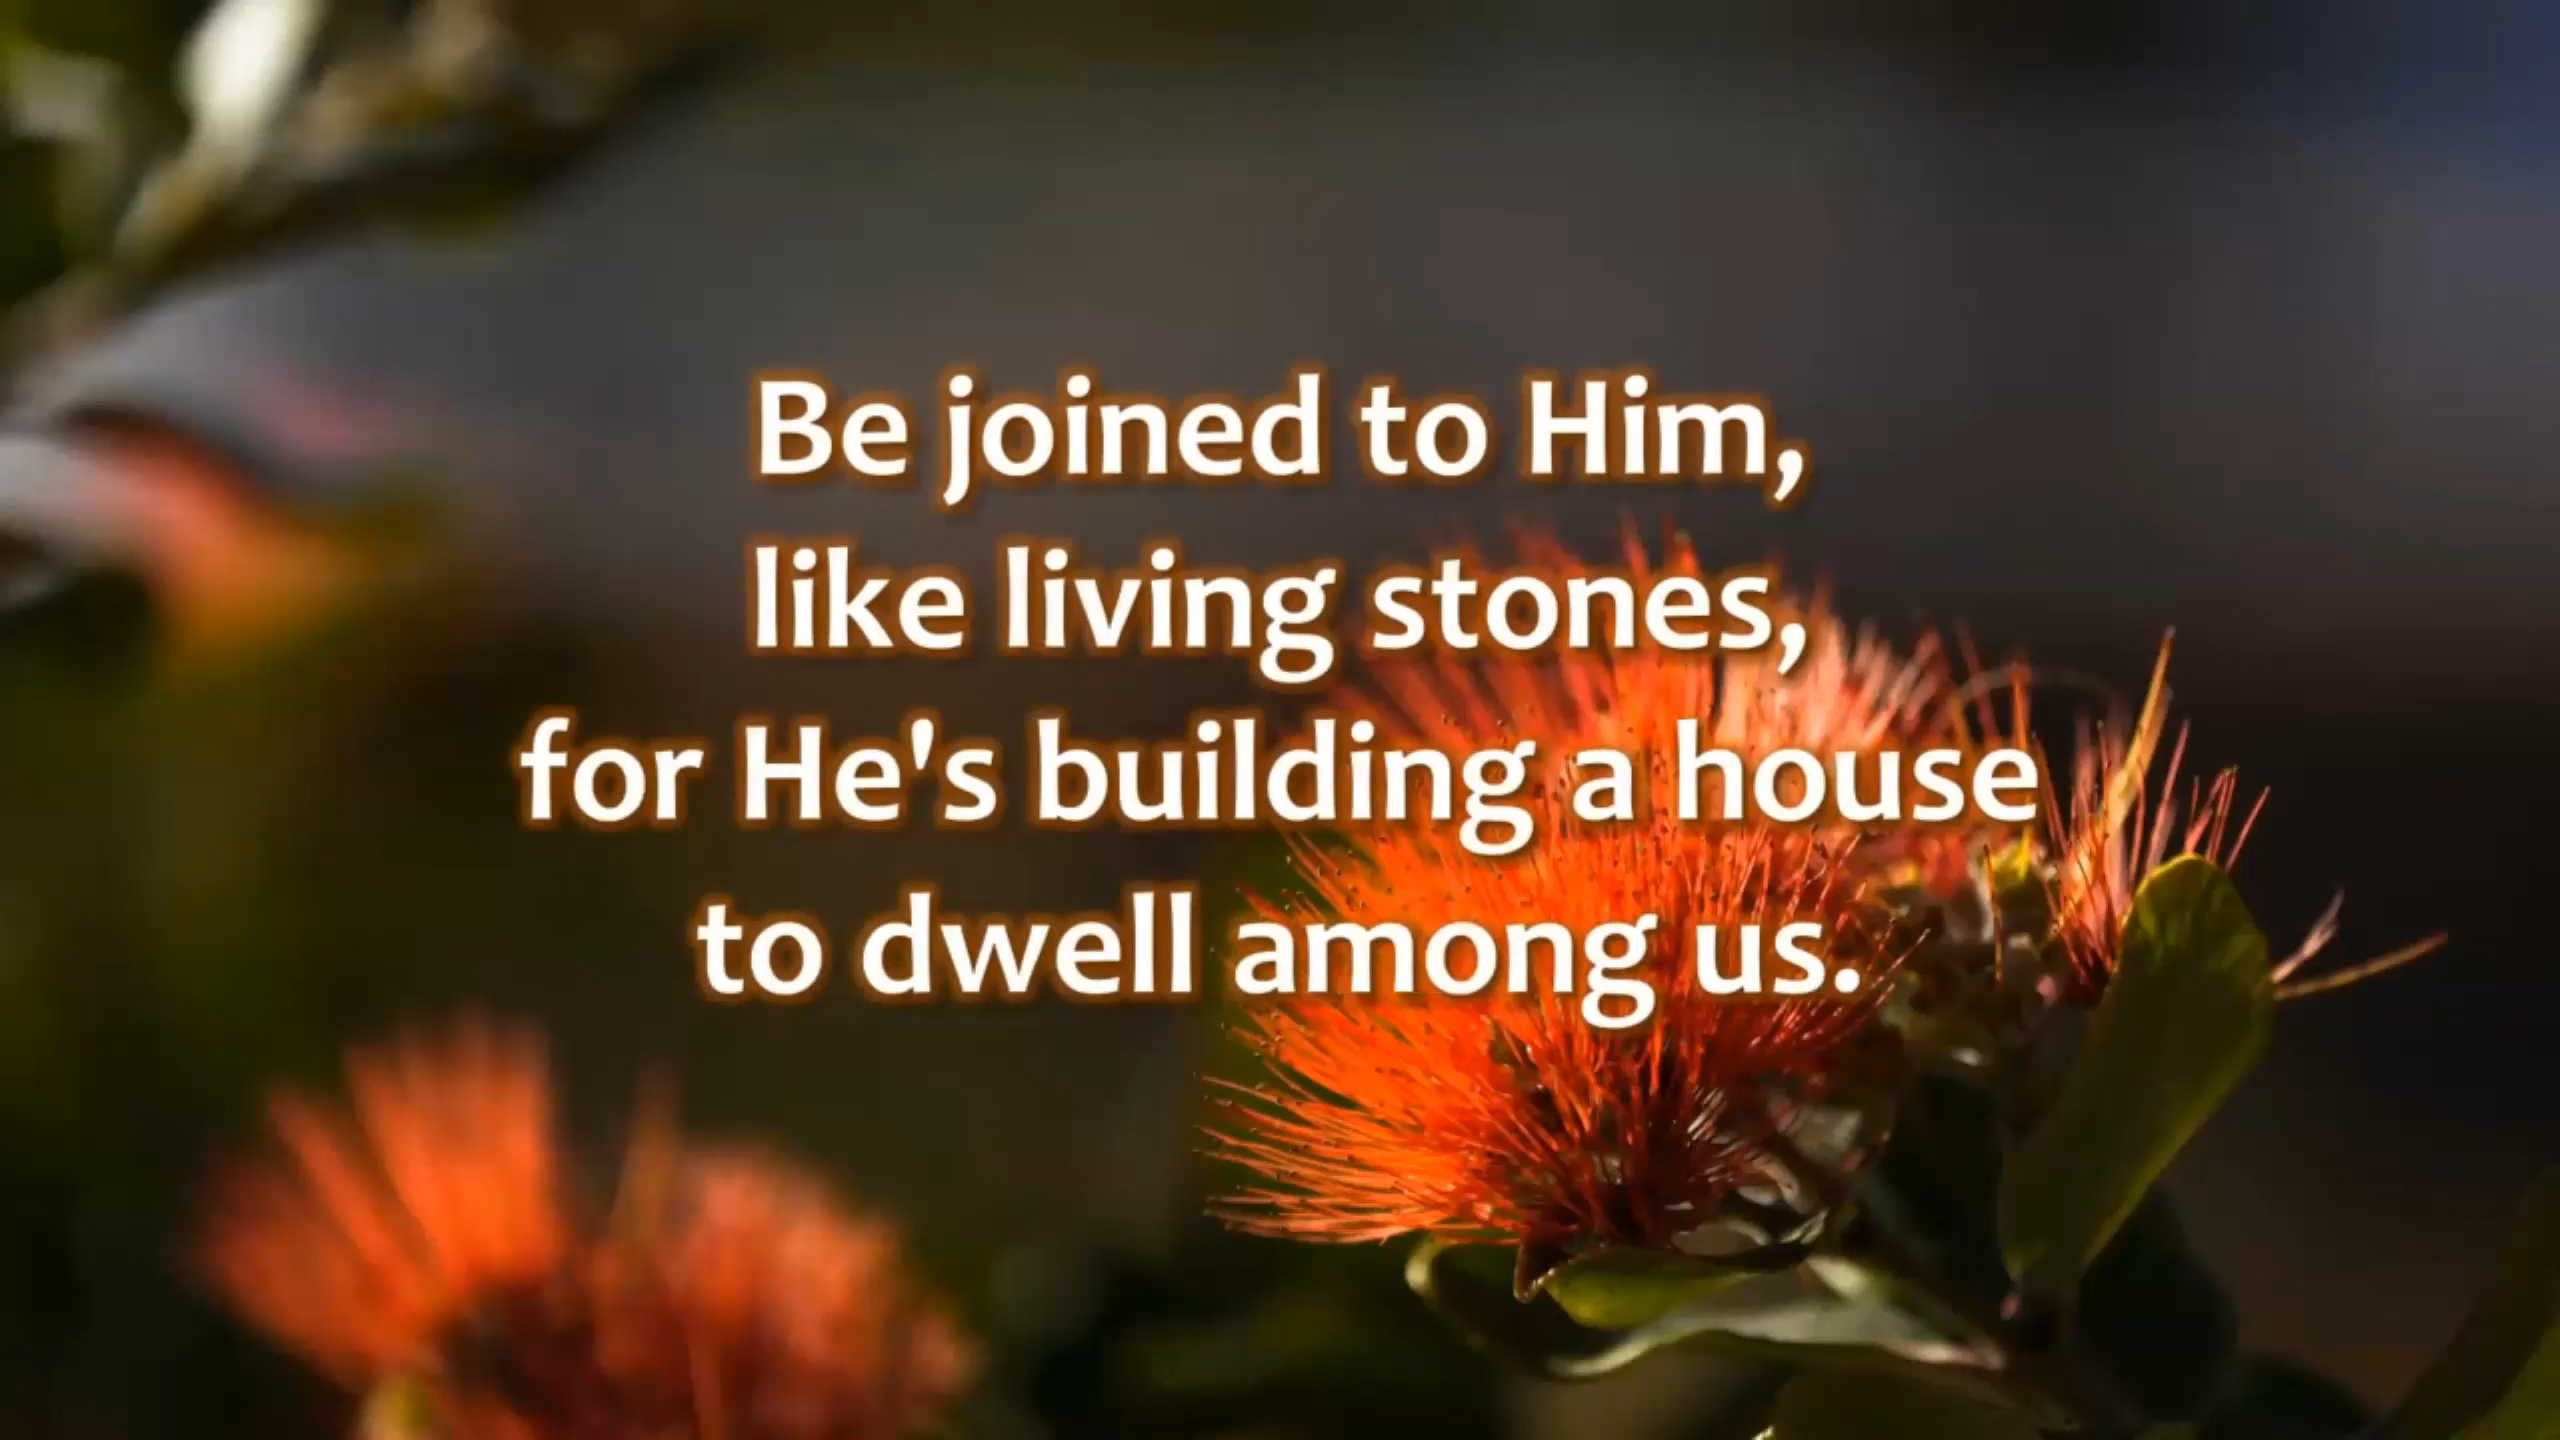 Be joined to Him,
like living stones,
for He's building a house
to dwell among us.